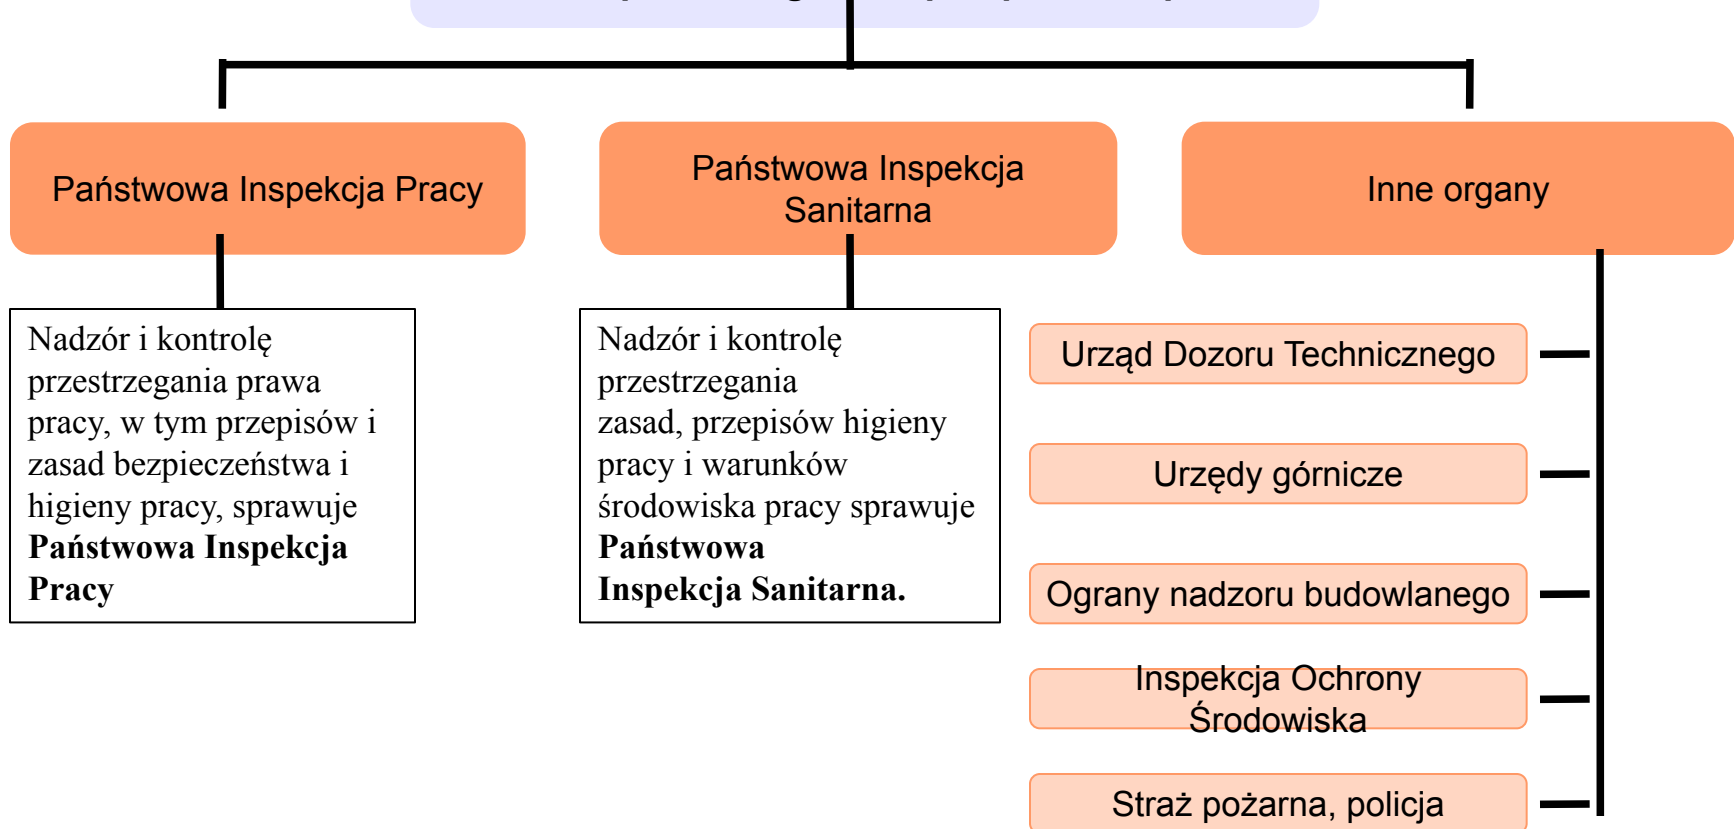 Państwowa Inspekcja Pracy
Państwowa Inspekcja
Sanitarna
Inne organy
Nadzór i kontrolę
przestrzegania prawa
pracy, w tym przepisów i
zasad bezpieczeństwa i
higieny pracy, sprawuje
Państwowa Inspekcja
Pracy
Nadzór i kontrolę
przestrzegania
zasad, przepisów higieny
pracy i warunków
środowiska pracy sprawuje
Państwowa
Inspekcja Sanitarna.
Urząd Dozoru Technicznego
Urzędy górnicze
Ograny nadzoru budowlanego
Inspekcja Ochrony
Środowiska
Straż pożarna, policja